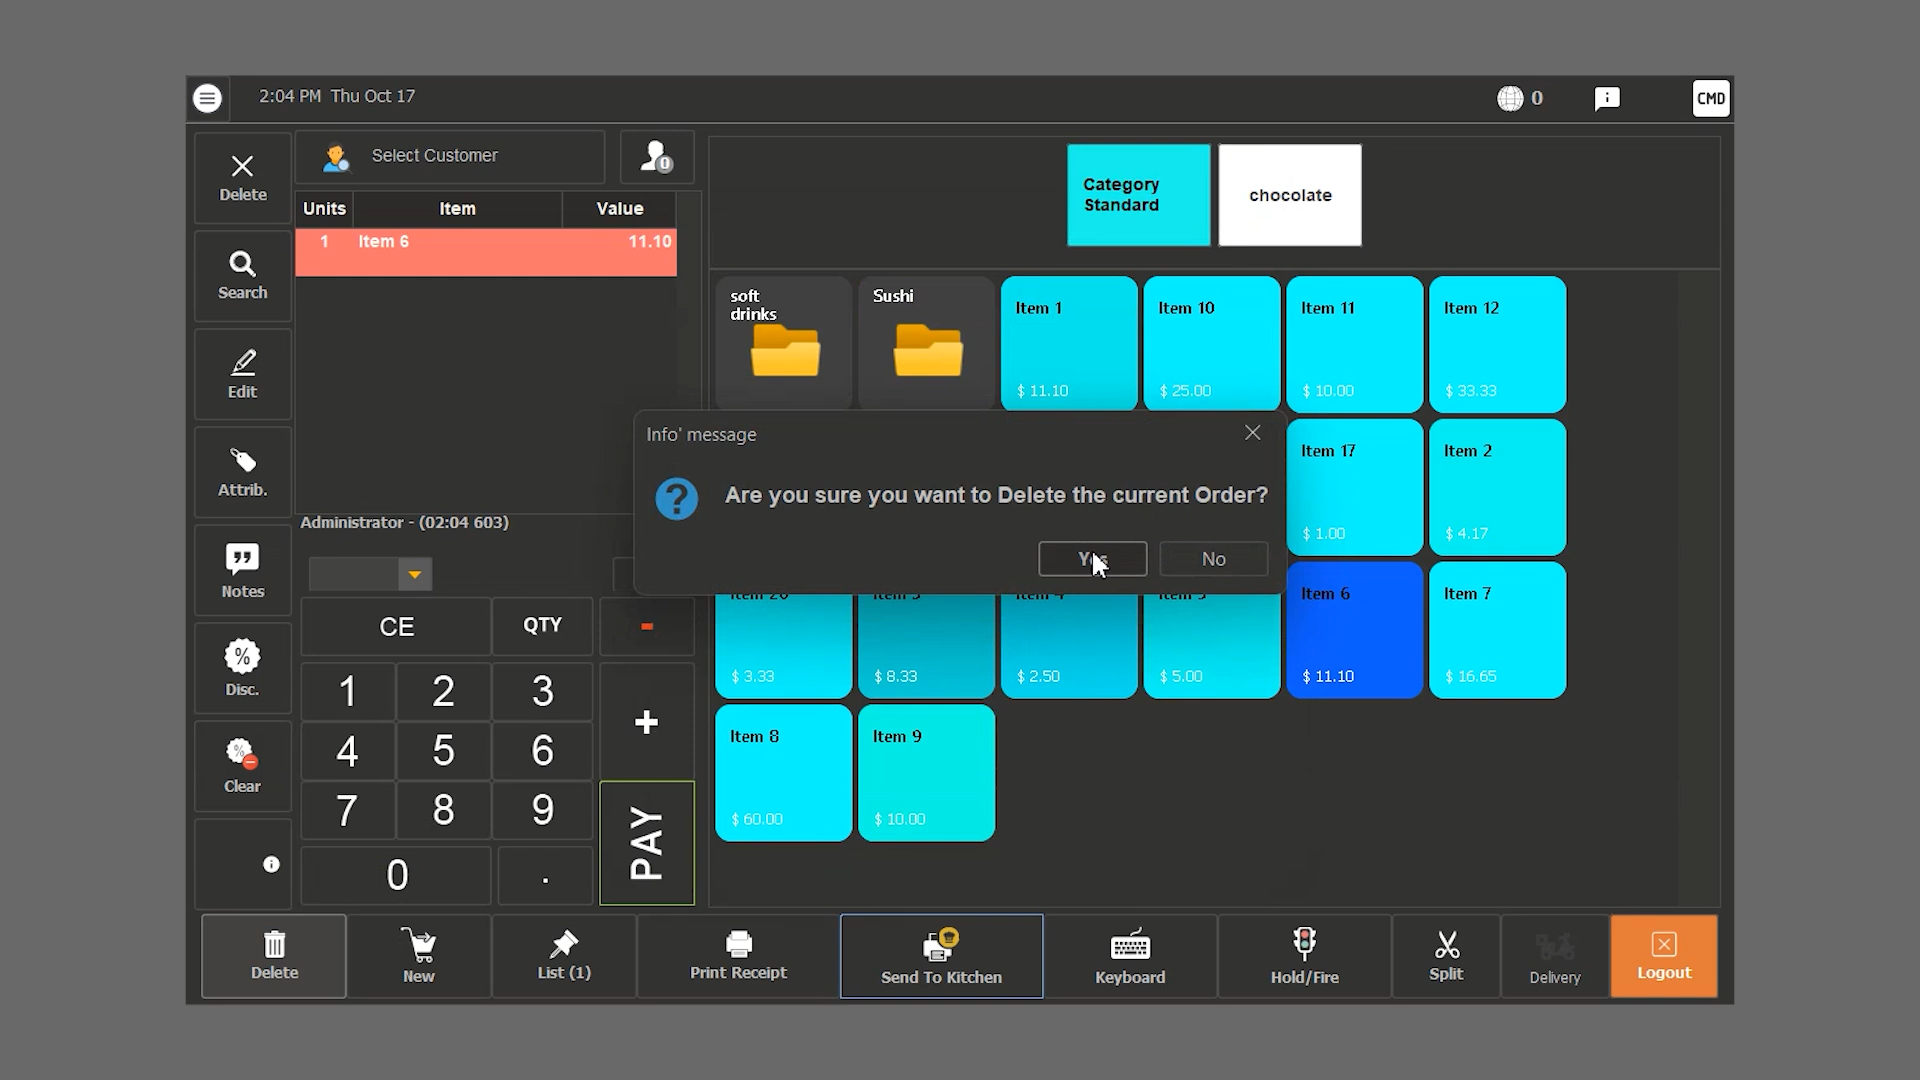 2:04 PM Thu Oct 17
0
CMD
Delete
Select Customer
0
Units Item Value
1 Item 6 11.10
Search
Edit
Attrib.
Notes
Disc.
Clear
Category
Standard
chocolate
soft
drinks
Sushi
Item 1
$ 11.10
Item 10
$ 25.00
Item 11
$ 10.00
Item 12
$ 33.33
Info' message
Are you sure you want to Delete the current Order?
No
Item 17
$ 1.00
Item 2
$ 4.17
Administrator - (02:04 603)
CE
QTY
-
1 2 3
+
4 5 6
7 8 9
0 .
PAY
$ 3.33
$ 8.33
$ 2.50
$ 5.00
Item 6
$ 11.10
Item 7
$ 16.65
Item 8
$ 60.00
Item 9
$ 10.00
Delete
New
List (1)
Print Receipt
Send To Kitchen
Keyboard
Hold/Fire
Split
Delivery
Logout